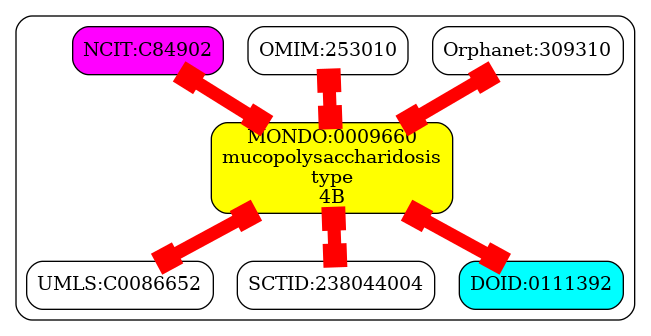 NCIT:C84902
OMIM:253010
Orphanet:309310
MONDO:0009660
mucopolysaccharidosis
type
4B
UMLS:C0086652
SCTID:238044004
DOID:0111392